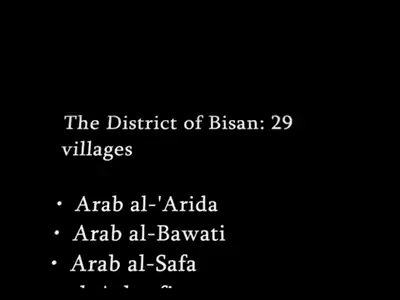 The District of Bisan: 29
villages
• Arab al-'Arida
• Arab al-Bawati
• Arab al-Safa